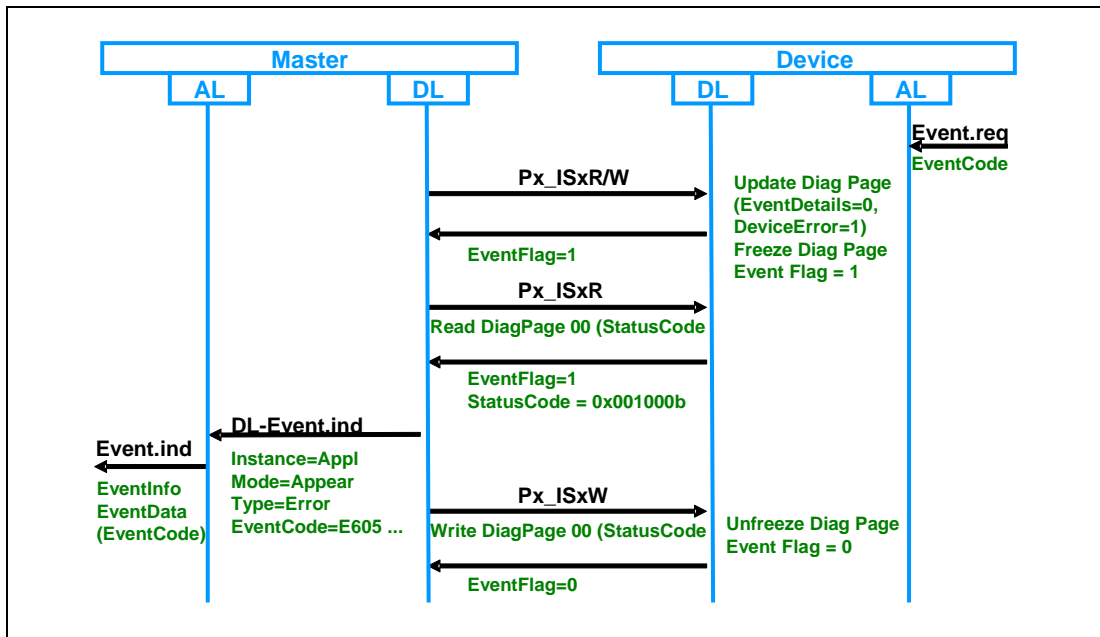 Master
Device
AL
DL
DL
AL
Event.req
EventCode
Px_ISxR/W
Update Diag Page
(EventDetails=0,
DeviceError=1)
Freeze Diag Page
Event Flag = 1
EventFlag=1
Px_ISxR
Read DiagPage 00 (StatusCode
EventFlag=1
StatusCode = 0x001000b
DL-Event.ind
Event.ind
Instance=Appl
Mode=Appear
Type=Error
EventCode=E605 ...
EventInfo
EventData
(EventCode)
Px_ISxW
Write DiagPage 00 (StatusCode
Unfreeze Diag Page
Event Flag = 0
EventFlag=0